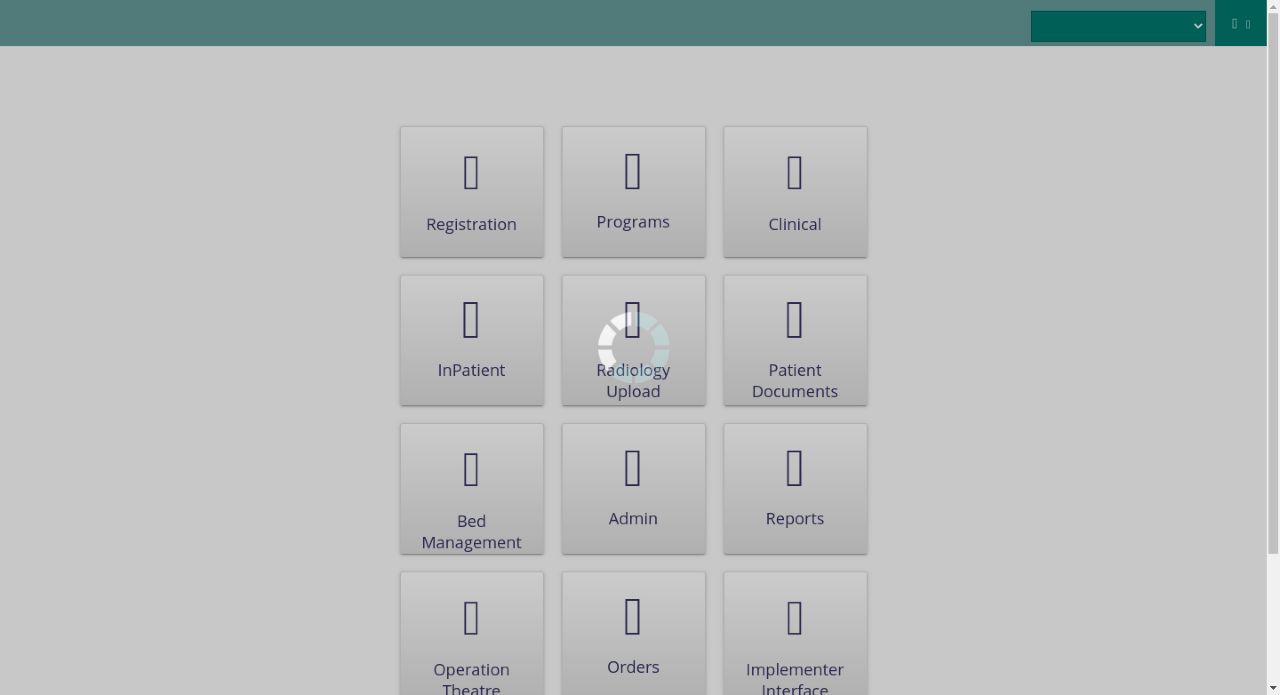 Registration
Programs
Clinical
InPatient
Radiology
Upload
Patient
Documents
Bed
Management
Admin
Reports
Operation
Theatre
Orders
Implementer
Interface